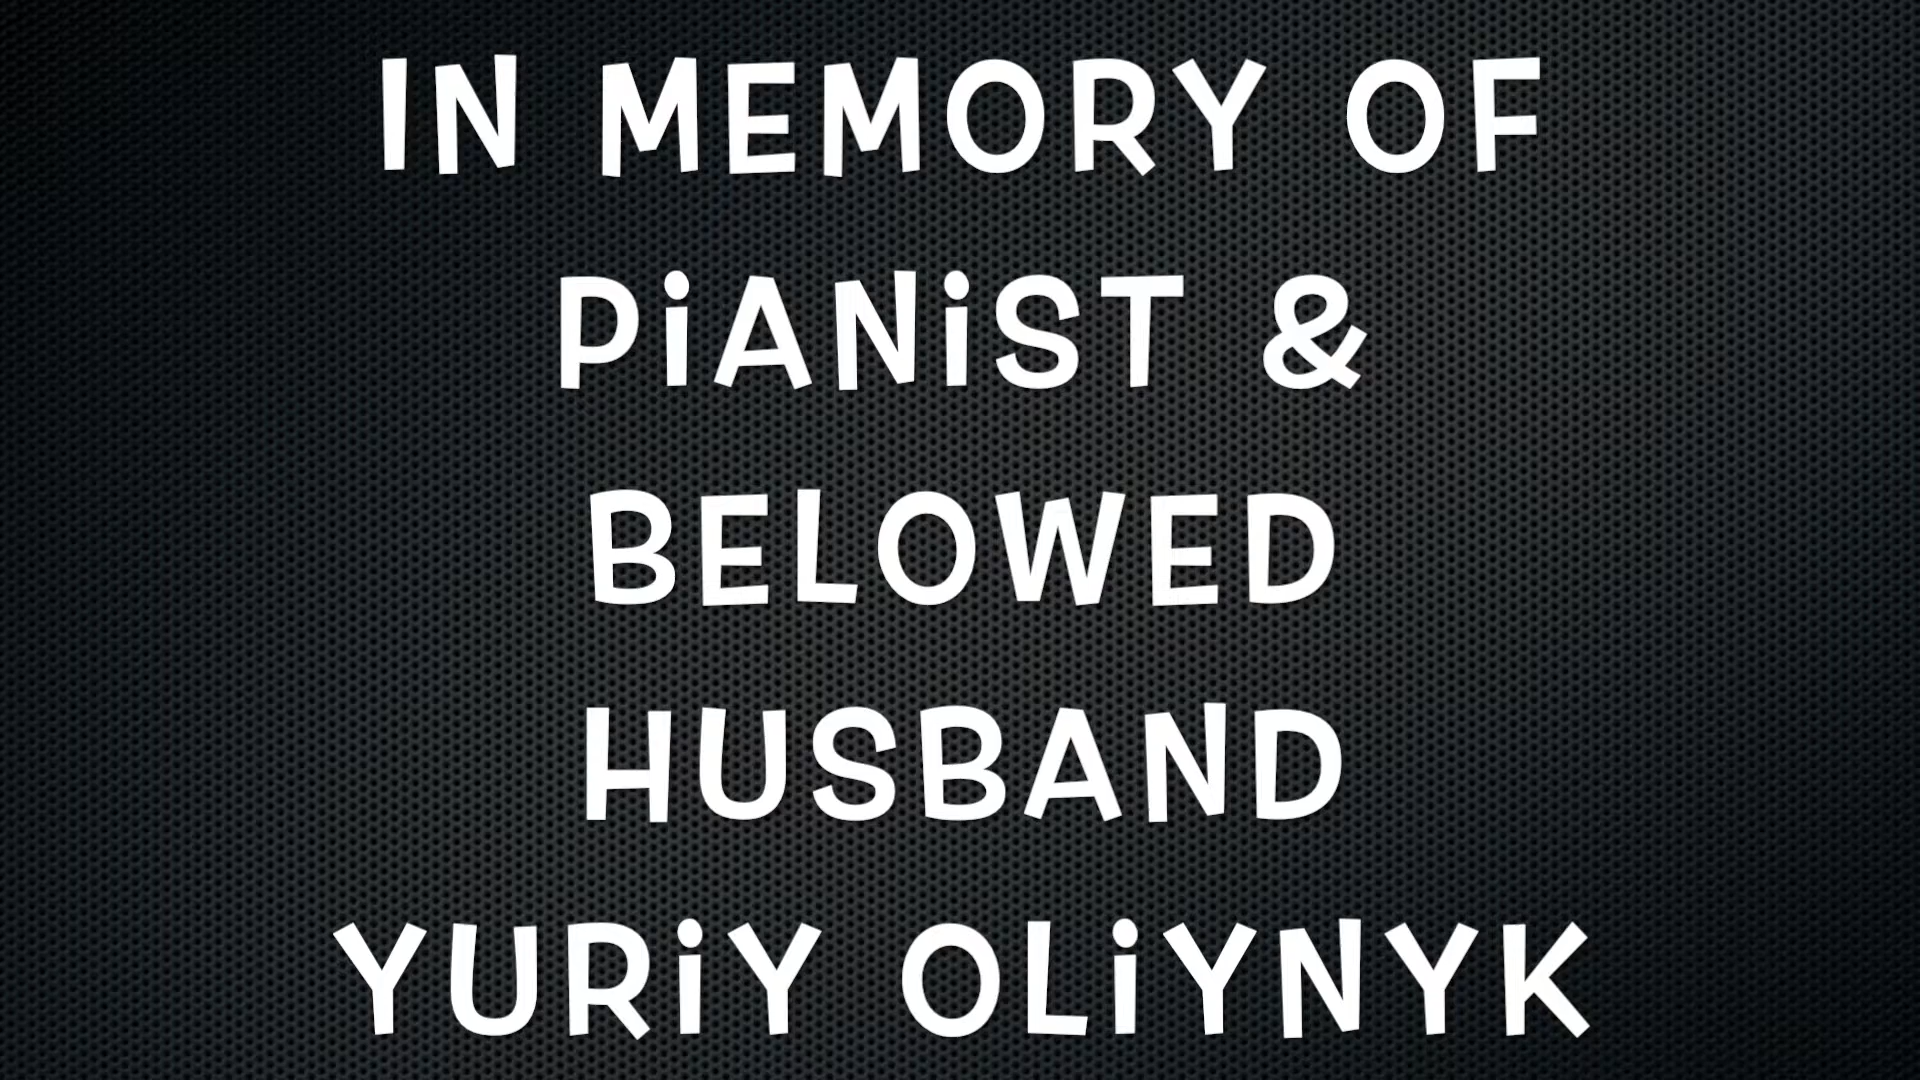 IN MEMORY OF
PiANiST &
BELOWED
HUSBAND
YURiY OLiYNYK